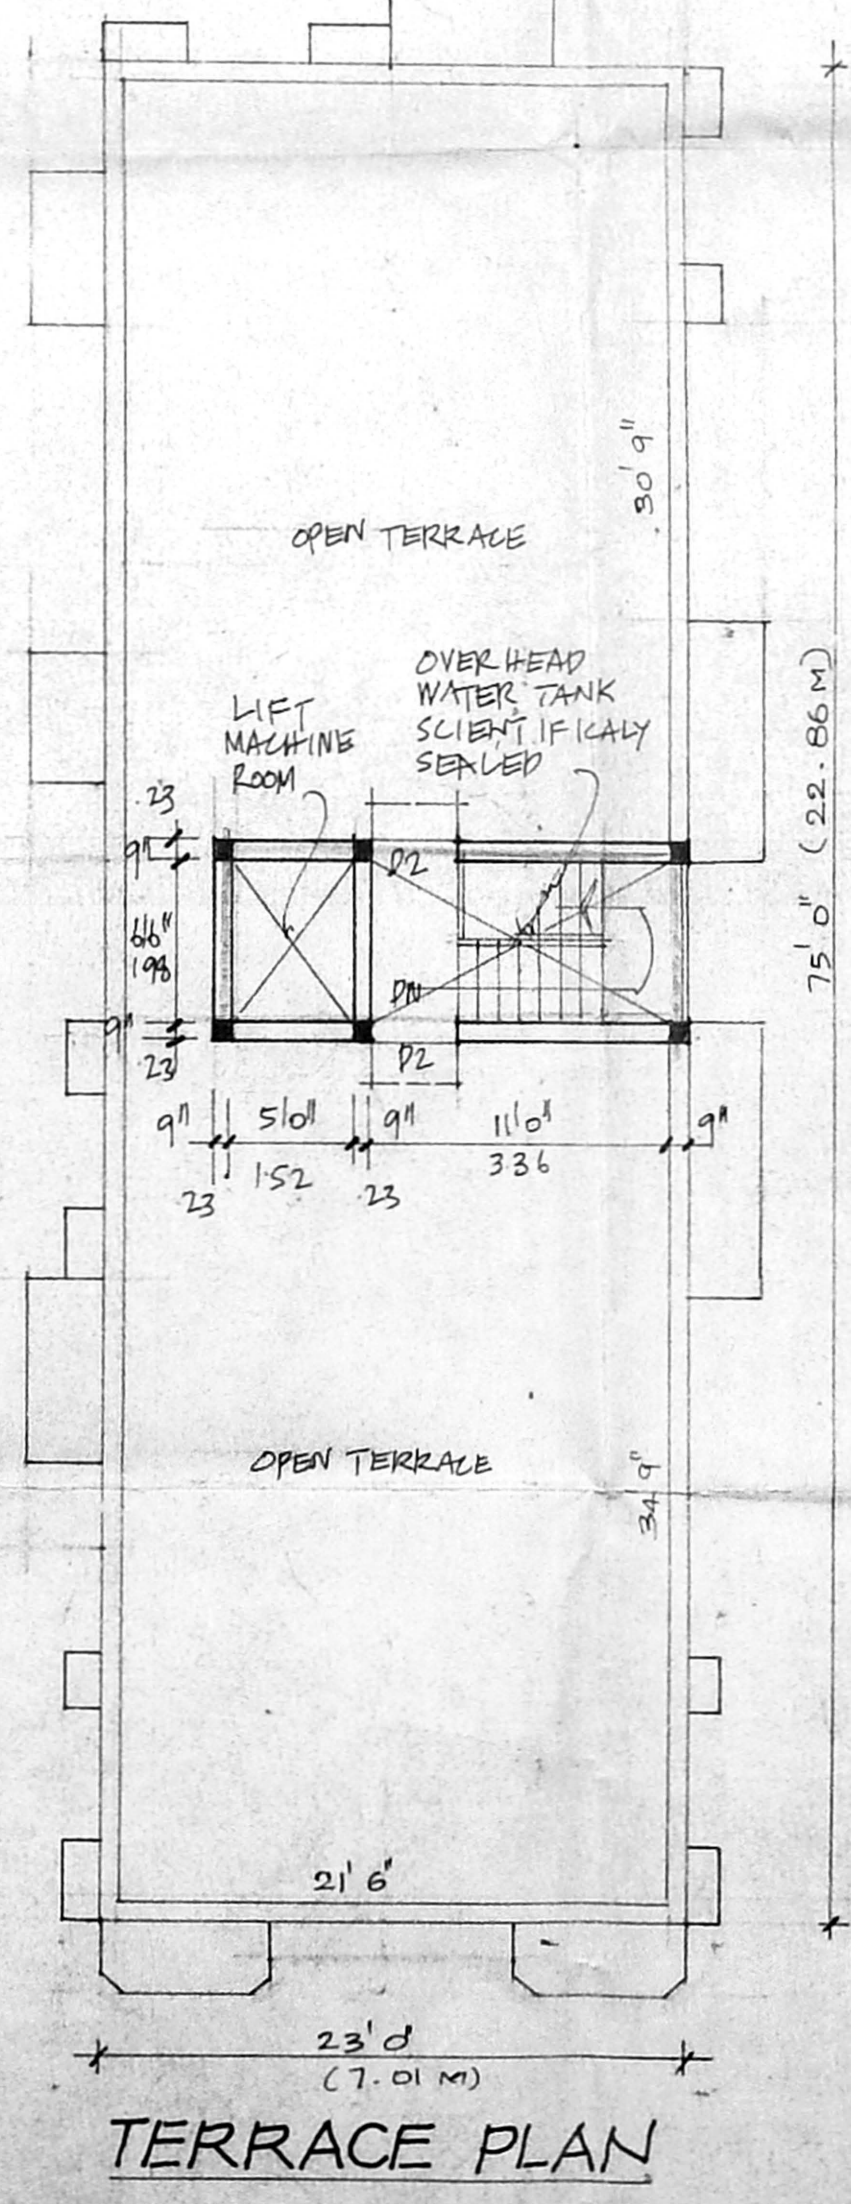 30' 9"
OPEN TERRACE
OVER HEAD
WATER TANK
SCIENTIFICALY
SEALED
LIFT
MACHINE
ROOM
75' 0" (22.86 M)
.23
9"
D2
6'6"
1.98
DN
9"
.23
D2
9" 5'0" 9" 11'0" 9"
.23 1.52 .23 3.36
OPEN TERRACE
34' 9"
21' 6"
23' 0"
(7.01 M)
TERRACE PLAN